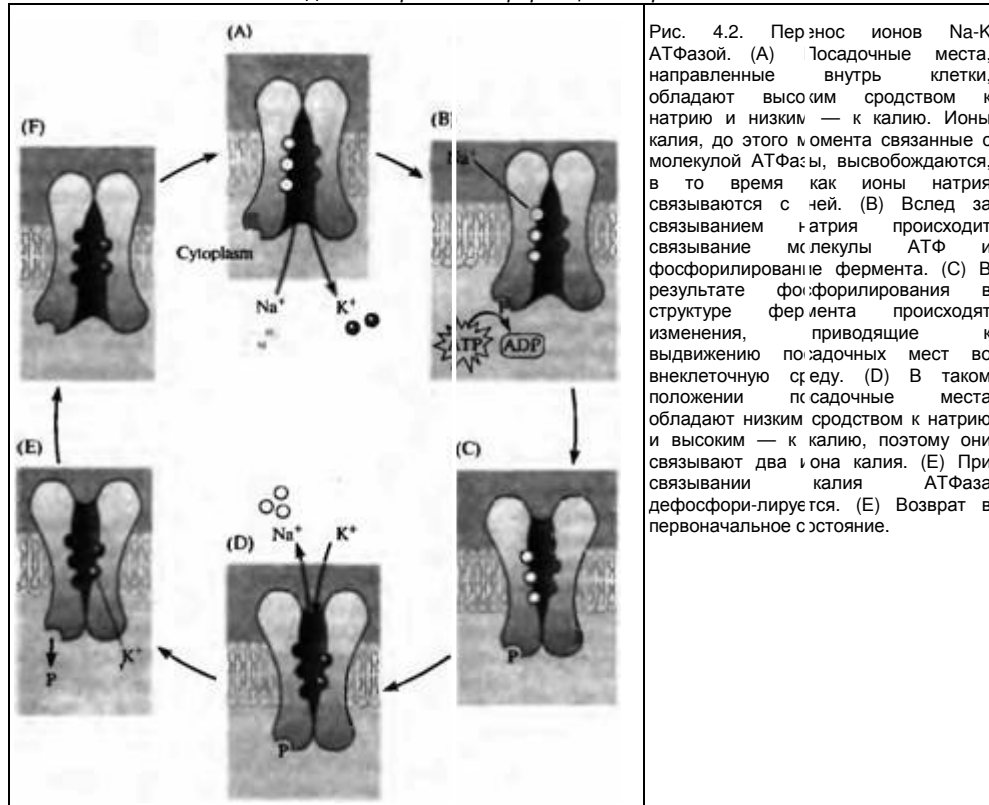 (A)
(F)
(B)
Na⁺
Cytoplasm
Na⁺ K⁺
P
ATP ADP
(E)
(C)
Na⁺ K⁺
(D)
P
K⁺
P
P
Рис. 4.2. Перенос ионов Na-K
АТФазой. (А) Посадочные места,
направленные внутрь клетки,
обладают высоким сродством к
натрию и низким — к калию. Ионы
калия, до этого момента связанные с
молекулой АТФазы, высвобождаются,
в то время как ионы натрия
связываются с ней. (В) Вслед за
связыванием натрия происходит
связывание молекулы АТФ и
фосфорилирование фермента. (С) В
результате фосфорилирования в
структуре фермента происходят
изменения, приводящие к
выдвижению посадочных мест во
внеклеточную среду. (D) В таком
положении посадочные места
обладают низким сродством к натрию
и высоким — к калию, поэтому они
связывают два иона калия. (Е) При
связывании калия АТФаза
дефосфори-лируется. (Е) Возврат в
первоначальное состояние.